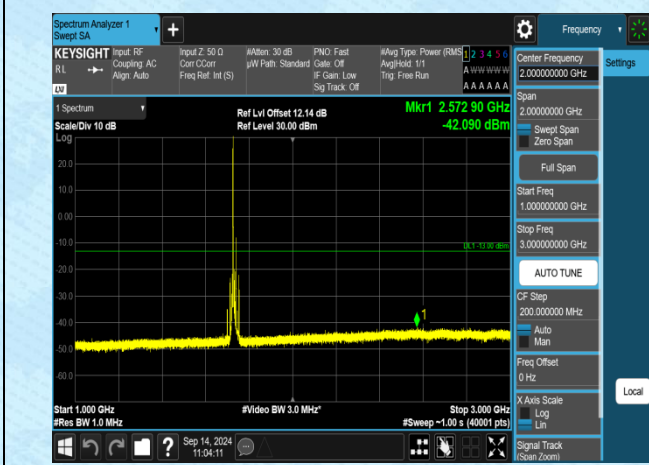 Spectrum Analyzer 1
Swept SA
+
Frequency
KEYSIGHT
RL
LXI
Input: RF
Coupling: AC
Align: Auto
Input Z: 50 Ω
Corr CCorr
Freq Ref: Int (S)
#Atten: 30 dB
µW Path: Standard
PNO: Fast
Gate: Off
IF Gain: Low
Sig Track: Off
#Avg Type: Power (RMS
Avg|Hold: 1/1
Trig: Free Run
1 2 3 4 5 6
A W W W W W
A A A A A A
1 Spectrum
Scale/Div 10 dB
Log
Ref Lvl Offset 12.14 dB
Ref Level 30.00 dBm
Mkr1 2.572 90 GHz
-42.090 dBm
20.0
10.0
0.00
-10.0
-20.0
-30.0
-40.0
-50.0
-60.0
DL1 -13.00 dBm
1
Start 1.000 GHz
#Res BW 1.0 MHz
#Video BW 3.0 MHz*
Stop 3.000 GHz
#Sweep ~1.00 s (40001 pts)
Sep 14, 2024
11:04:11
Center Frequency
2.000000000 GHz
Span
2.00000000 GHz
Swept Span
Zero Span
Full Span
Start Freq
1.000000000 GHz
Stop Freq
3.000000000 GHz
AUTO TUNE
CF Step
200.000000 MHz
Auto
Man
Freq Offset
0 Hz
X Axis Scale
Log
Lin
Signal Track
(Span Zoom)
Settings
Local